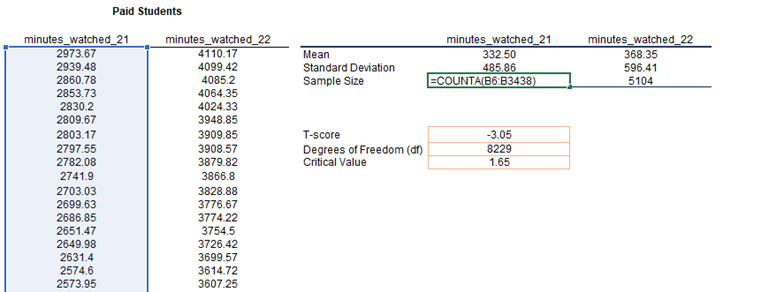 Paid Students
minutes_watched_21 minutes_watched_22 minutes_watched_21 minutes_watched_22
2973.67 4110.17 Mean 332.50 368.35
2939.48 4099.42 Standard Deviation 485.86 596.41
2860.78 4085.2 Sample Size =COUNTA(B6:B3438) 5104
2853.73 4064.35
2830.2 4024.33
2809.67 3948.85
2803.17 3909.85 T-score -3.05
2797.55 3908.57 Degrees of Freedom (df) 8229
2782.08 3879.82 Critical Value 1.65
2741.9 3866.8
2703.03 3828.88
2699.63 3776.67
2686.85 3774.22
2651.47 3754.5
2649.98 3726.42
2631.4 3699.57
2574.6 3614.72
2573.95 3607.25